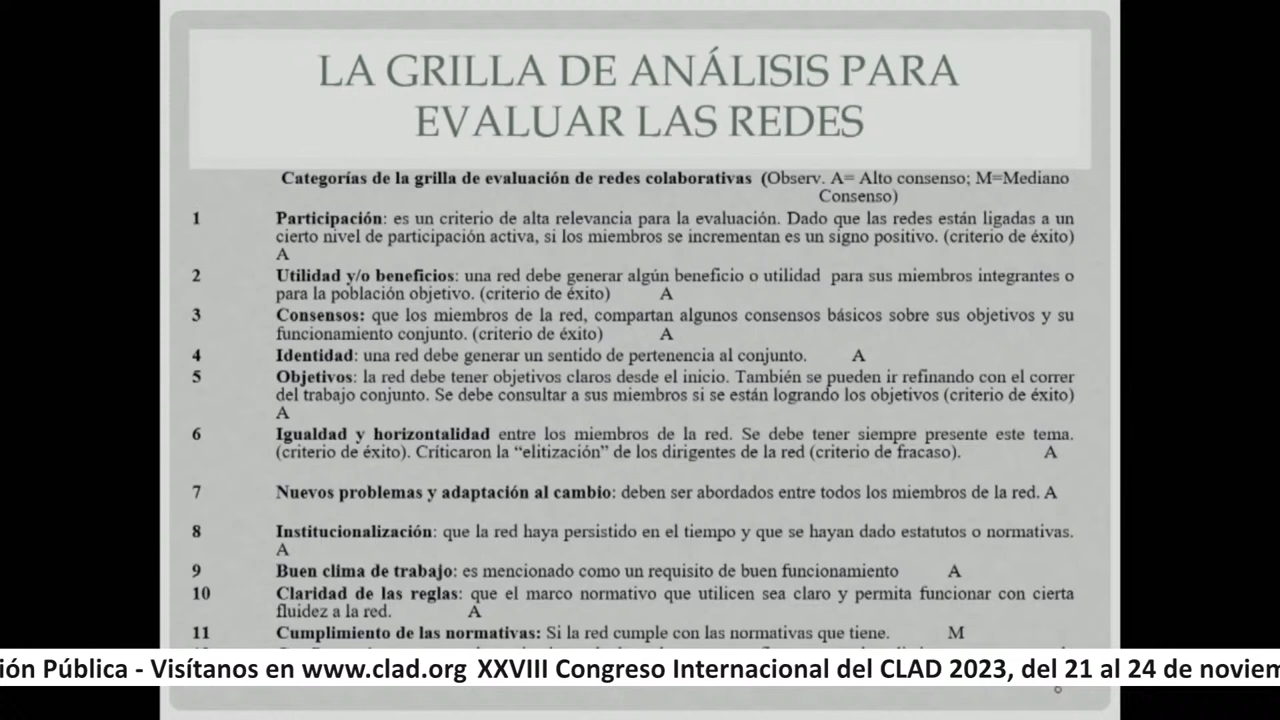 LA GRILLA DE ANÁLISIS PARA
EVALUAR LAS REDES
Categorías de la grilla de evaluación de redes colaborativas (Observ. A= Alto consenso; M=Mediano
Consenso)
1 Participación: es un criterio de alta relevancia para la evaluación. Dado que las redes están ligadas a un
cierto nivel de participación activa, si los miembros se incrementan es un signo positivo. (criterio de éxito)
A
2 Utilidad y/o beneficios: una red debe generar algún beneficio o utilidad para sus miembros integrantes o
para la población objetivo. (criterio de éxito) A
3 Consensos: que los miembros de la red, compartan algunos consensos básicos sobre sus objetivos y su
funcionamiento conjunto. (criterio de éxito) A
4 Identidad: una red debe generar un sentido de pertenencia al conjunto. A
5 Objetivos: la red debe tener objetivos claros desde el inicio. También se pueden ir refinando con el correr
del trabajo conjunto. Se debe consultar a sus miembros si se están logrando los objetivos (criterio de éxito)
A
6 Igualdad y horizontalidad entre los miembros de la red. Se debe tener siempre presente este tema.
(criterio de éxito). Críticaron la “elitización” de los dirigentes de la red (criterio de fracaso). A
7 Nuevos problemas y adaptación al cambio: deben ser abordados entre todos los miembros de la red. A
8 Institucionalización: que la red haya persistido en el tiempo y que se hayan dado estatutos o normativas.
A
9 Buen clima de trabajo: es mencionado como un requisito de buen funcionamiento A
10 Claridad de las reglas: que el marco normativo que utilicen sea claro y permita funcionar con cierta
fluidez a la red. A
11 Cumplimiento de las normativas: Si la red cumple con las normativas que tiene. M
ión Pública - Visítanos en www.clad.org XXVIII Congreso Internacional del CLAD 2023, del 21 al 24 de noviem